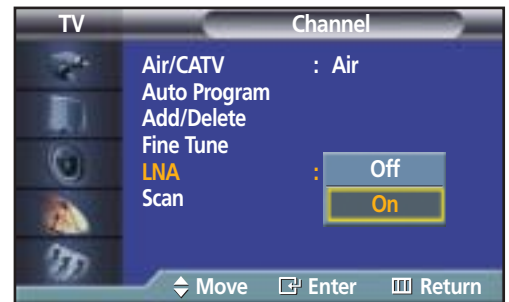 TV Channel
Air/CATV : Air
Auto Program
Add/Delete
Fine Tune
LNA : Off
On
Scan
Move Enter Return